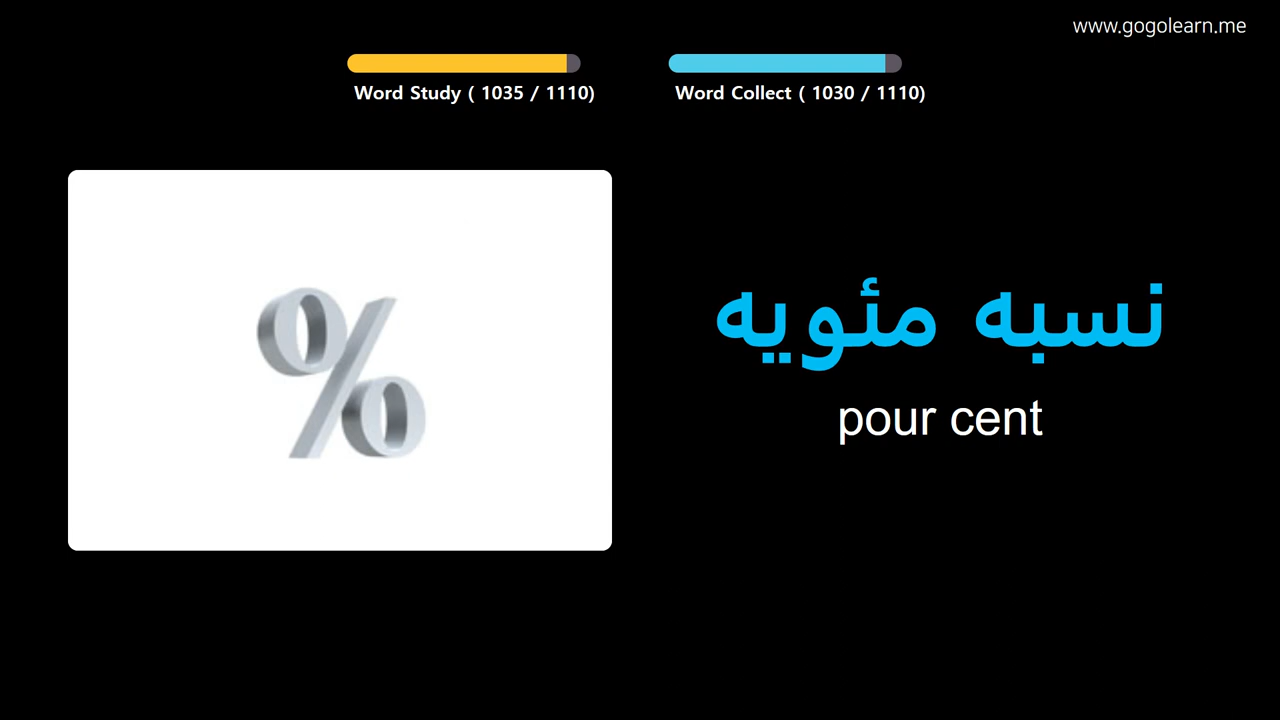 www.gogolearn.me
Word Study ( 1035 / 1110)
Word Collect ( 1030 / 1110)
%
نسبه مئويه
pour cent